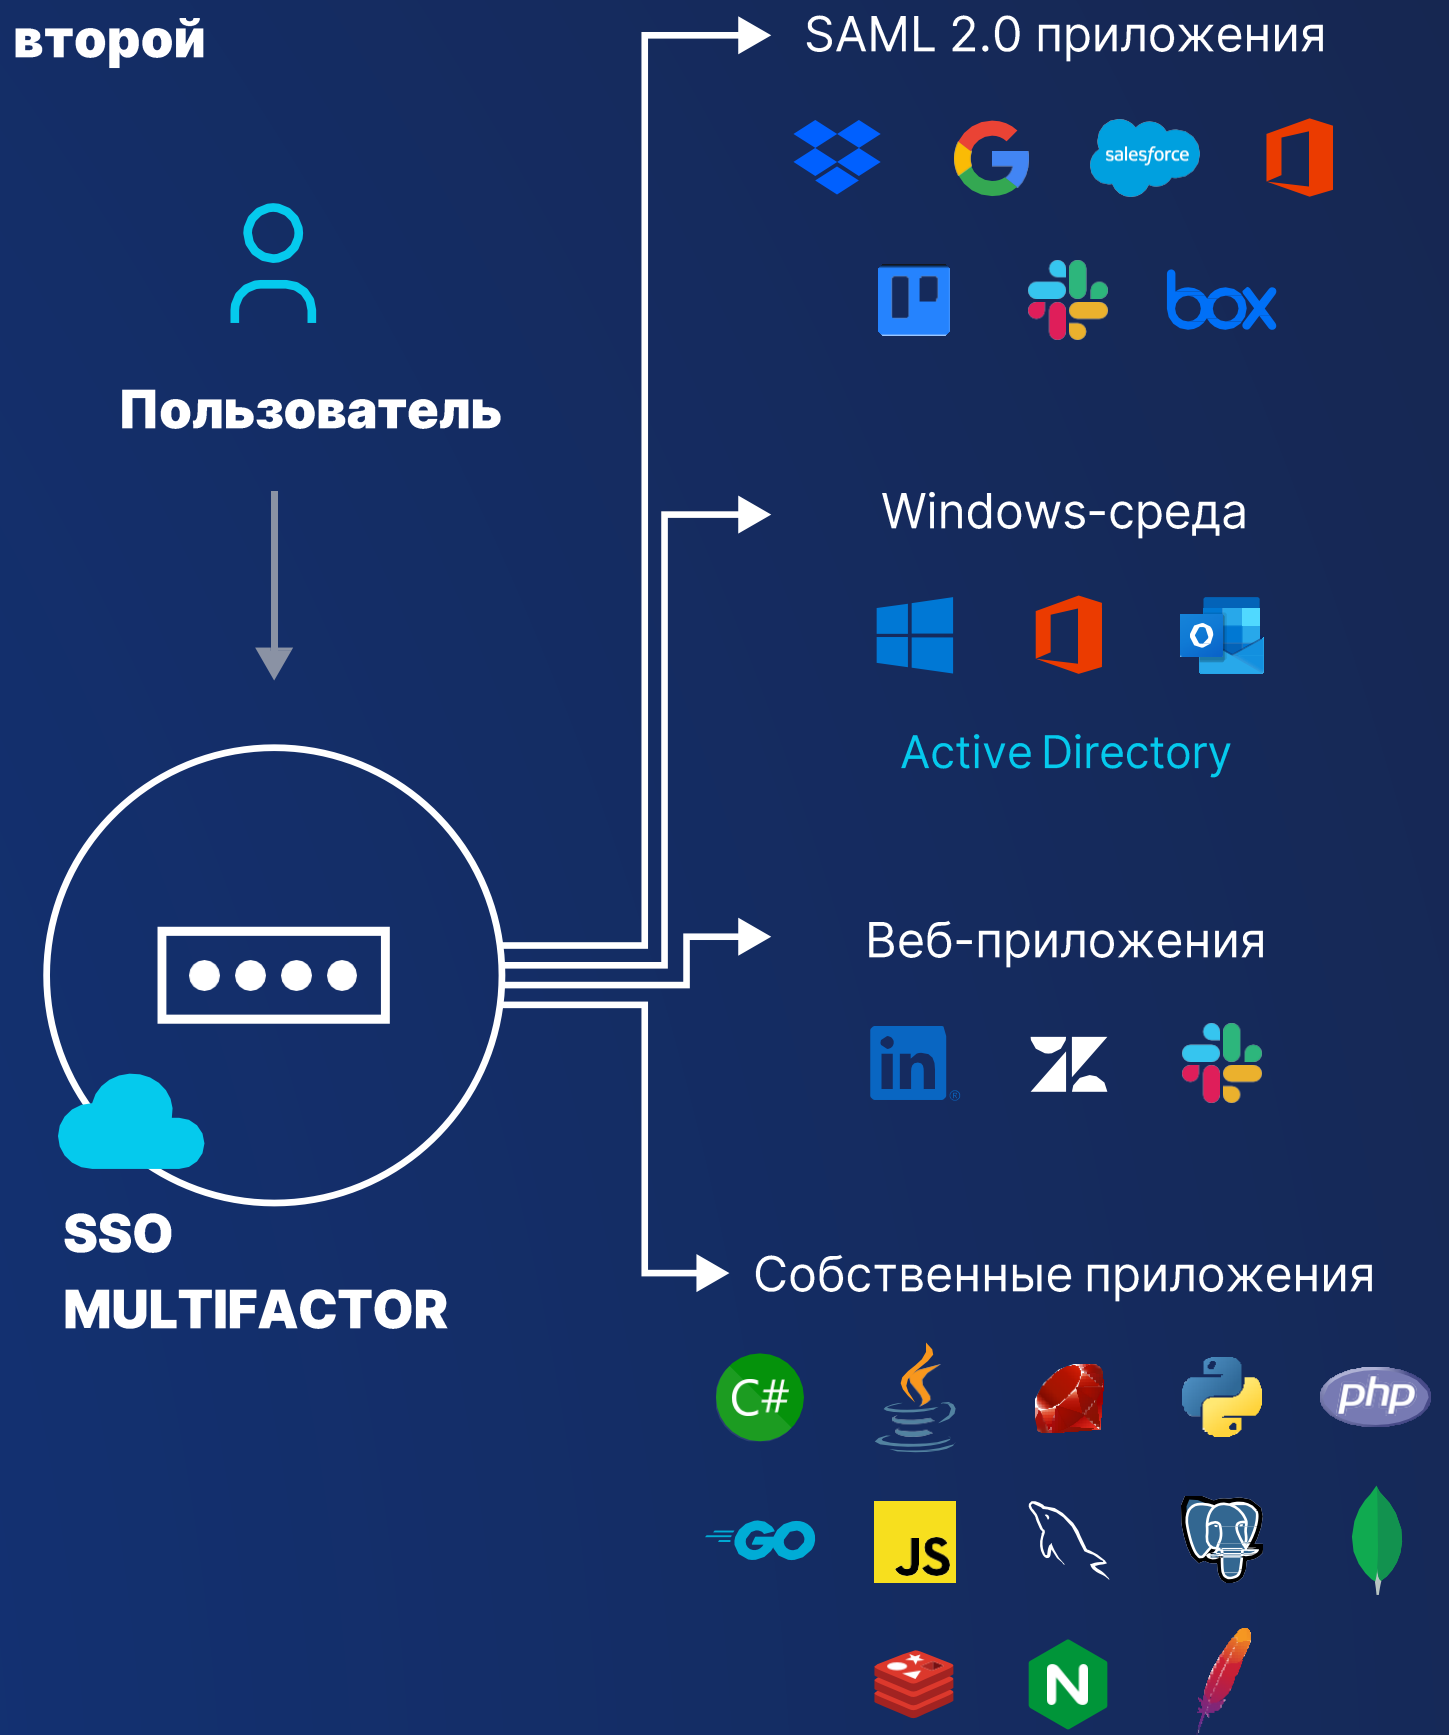 второй
Пользователь
SSO
MULTIFACTOR
SAML 2.0 приложения
salesforce
box
Windows-среда
Active Directory
Веб-приложения
in
Собственные приложения
C#
php
GO
JS
N